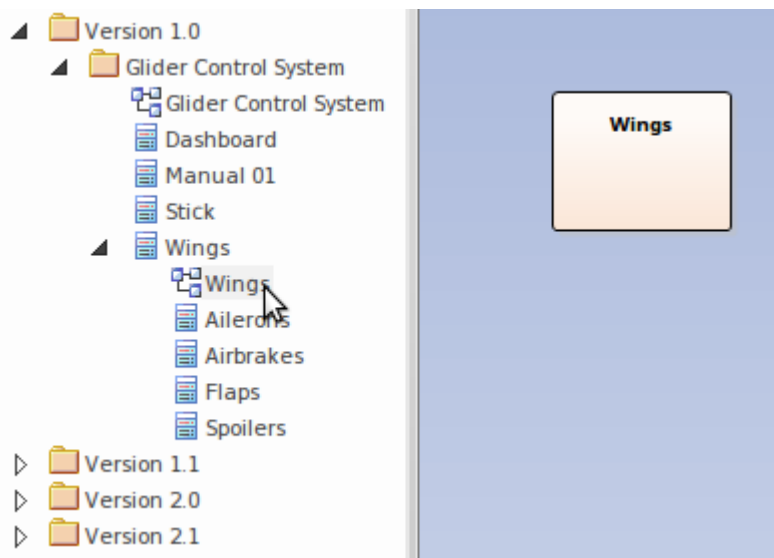 Version 1.0
Glider Control System
Glider Control System
Dashboard
Manual 01
Stick
Wings
Wings
Ailerons
Airbrakes
Flaps
Spoilers
Version 1.1
Version 2.0
Version 2.1
Wings